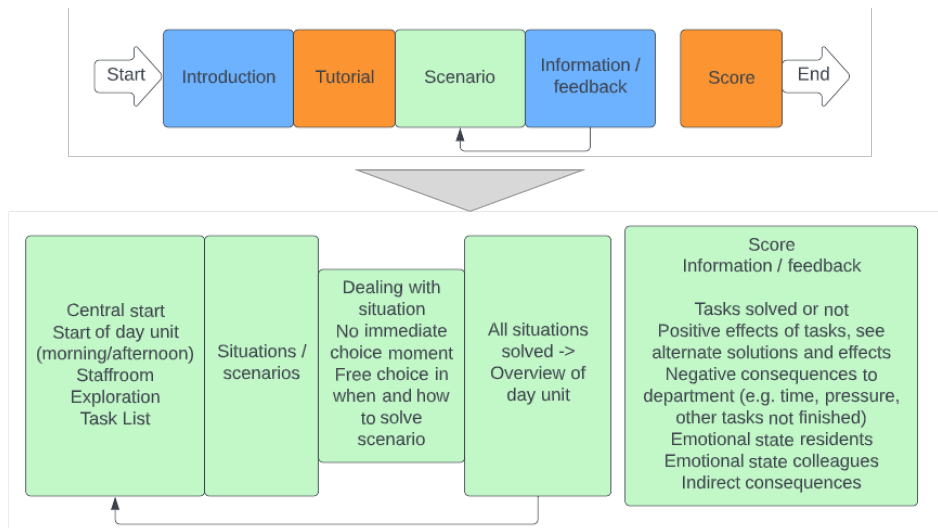 Start
Introduction
Tutorial
Scenario
Information /
feedback
Score
End
Central start
Start of day unit
(morning/afternoon)
Staffroom
Exploration
Task List
Situations /
scenarios
Dealing with
situation
No immediate
choice moment
Free choice in
when and how
to solve
scenario
All situations
solved ->
Overview of
day unit
Score
Information / feedback
Tasks solved or not
Positive effects of tasks, see
alternate solutions and effects
Negative consequences to
department (e.g. time, pressure,
other tasks not finished)
Emotional state residents
Emotional state colleagues
Indirect consequences